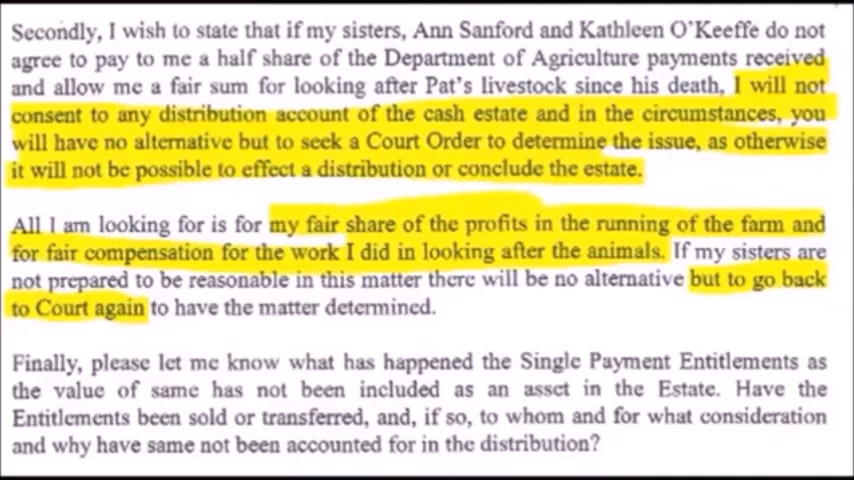 Secondly, I wish to state that if my sisters, Ann Sanford and Kathleen O'Keeffe do not
agree to pay to me a half share of the Department of Agriculture payments received
and allow me a fair sum for looking after Pat's livestock since his death, I will not
consent to any distribution account of the cash estate and in the circumstances, you
will have no alternative but to seek a Court Order to determine the issue, as otherwise
it will not be possible to effect a distribution or conclude the estate.
All I am looking for is for my fair share of the profits in the running of the farm and
for fair compensation for the work I did in looking after the animals. If my sisters are
not prepared to be reasonable in this matter there will be no alternative but to go back
to Court again to have the matter determined.
Finally, please let me know what has happened the Single Payment Entitlements as
the value of same has not been included as an asset in the Estate. Have the
Entitlements been sold or transferred, and, if so, to whom and for what consideration
and why have same not been accounted for in the distribution?